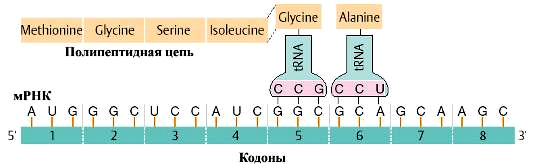 Glycine Alanine
Methionine Glycine Serine Isoleucine
Полипептидная цепь
tRNA tRNA
C C G C C U
мРНК
A U G G G C U C C A U C G G C G C A G C A A G C
5' 1 2 3 4 5 6 7 8 3'
Кодоны